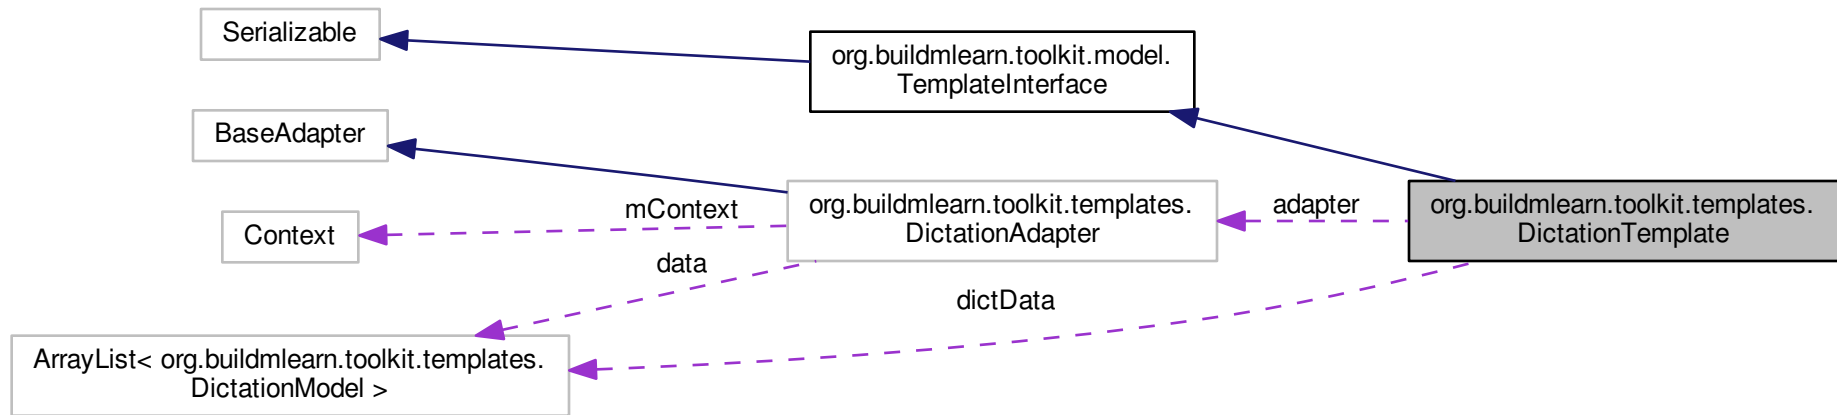 Serializable
org.buildmlearn.toolkit.model.
TemplateInterface
BaseAdapter
Context
mContext
org.buildmlearn.toolkit.templates.
DictationAdapter
adapter
org.buildmlearn.toolkit.templates.
DictationTemplate
data
dictData
ArrayList< org.buildmlearn.toolkit.templates.
DictationModel >